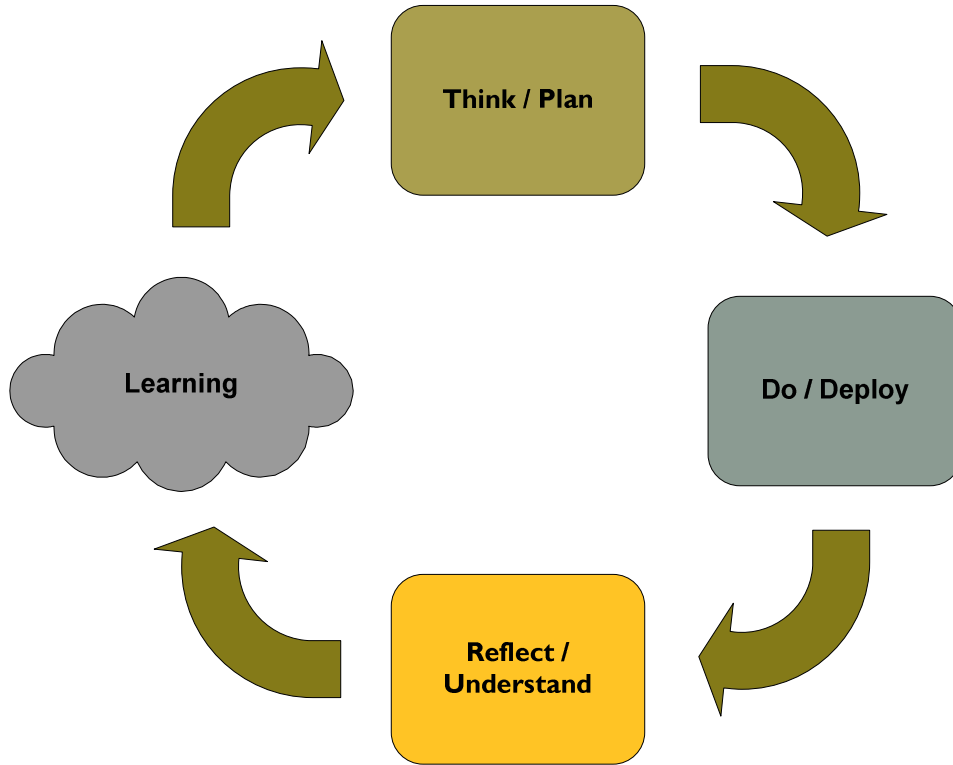 Think / Plan
Learning
Do / Deploy
Reflect /
Understand